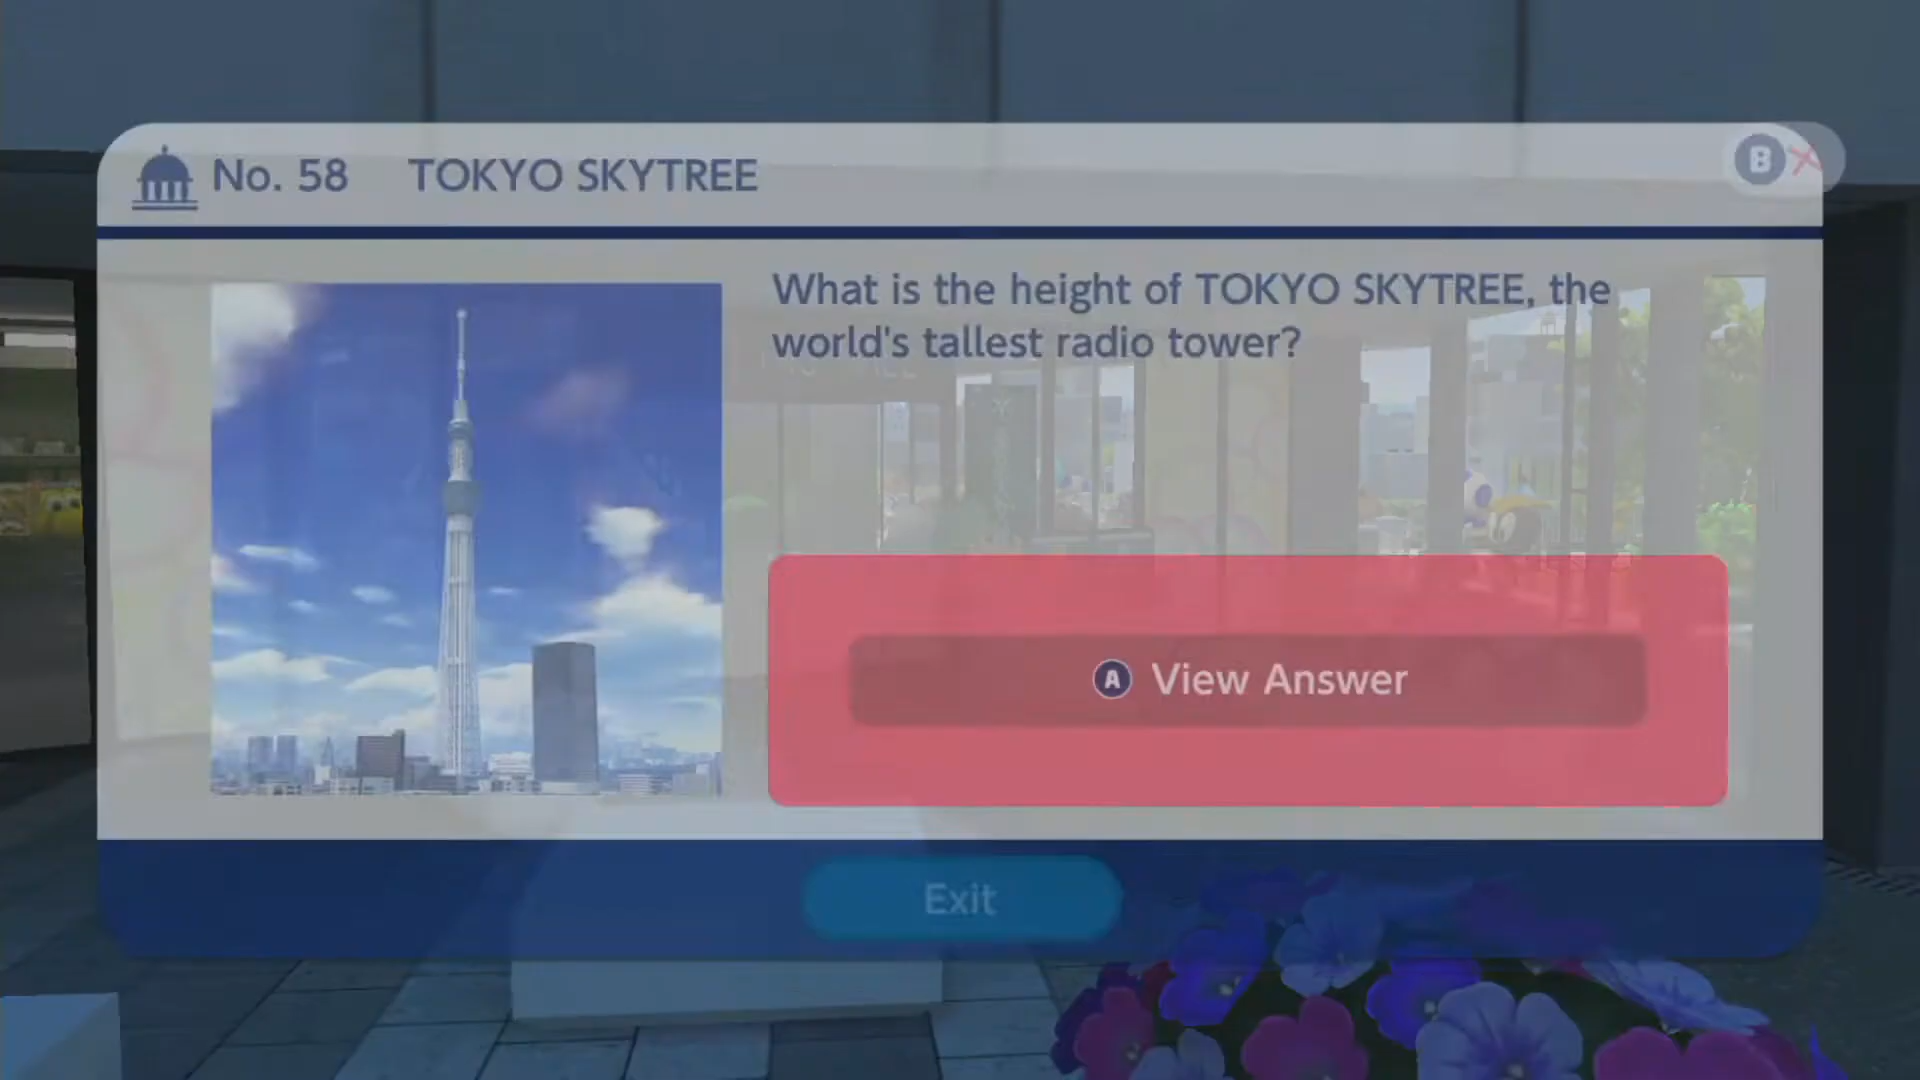 No. 58 TOKYO SKYTREE
B
What is the height of TOKYO SKYTREE, the
world's tallest radio tower?
A View Answer
Exit